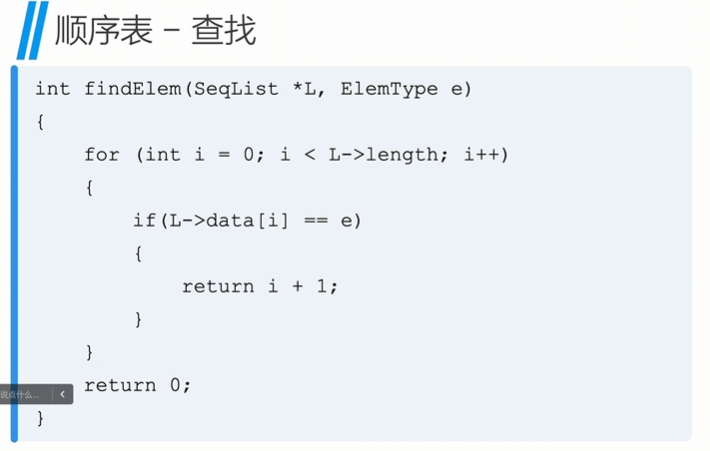 顺序表 – 查找
int findElem(SeqList *L, ElemType e)
{
    for (int i = 0; i < L->length; i++)
    {
        if(L->data[i] == e)
        {
            return i + 1;
        }
    }
说点什么...
    return 0;
}